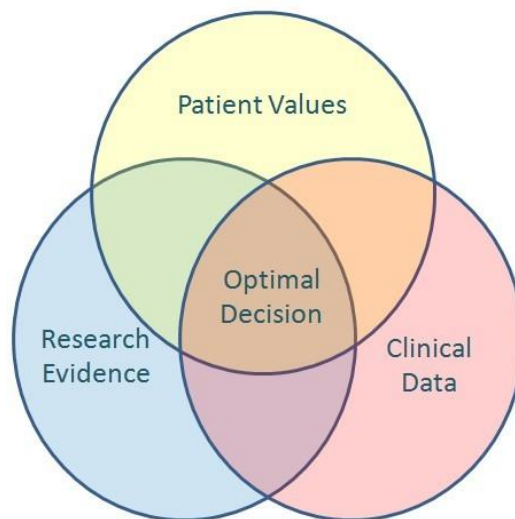 Patient Values
Optimal
Decision
Research
Evidence
Clinical
Data